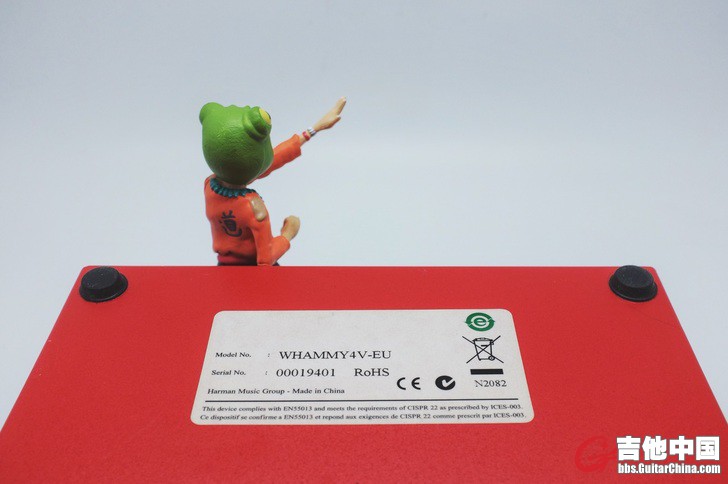 Model No. : WHAMMY4V-EU
Serial No. : 00019401 RoHS
Harman Music Group - Made in China
CE
N2082
This device complies with EN55013 and meets the requirements of CISPR 22 as prescribed by ICES-003.
Ce dispositif se confirme a EN55013 et repond aux exigences de CISPR 22 comme prescrit par ICES-003.
吉他中国
bbs.GuitarChina.com